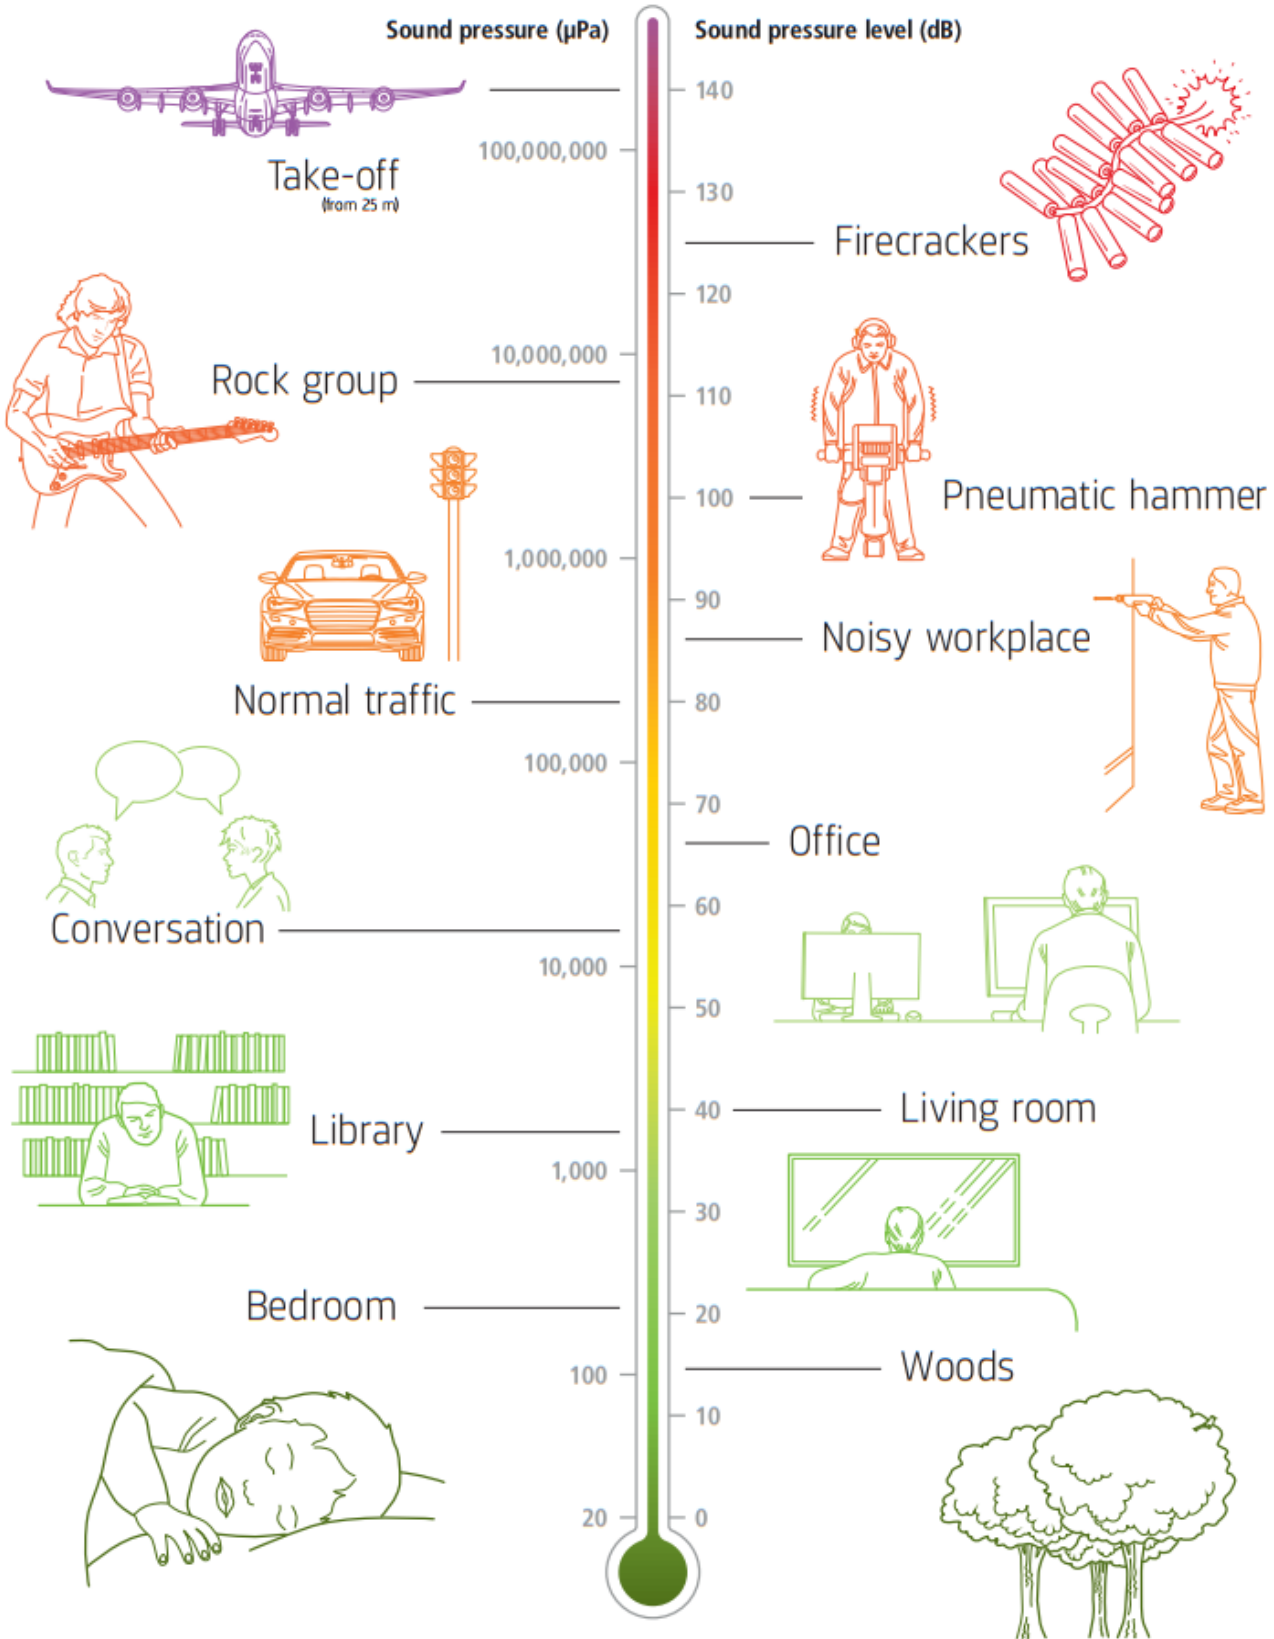 Sound pressure (µPa)
Sound pressure level (dB)
140
Take-off
(from 25 m)
100,000,000
130
Firecrackers
120
10,000,000
Rock group
110
100
Pneumatic hammer
1,000,000
90
Noisy workplace
Normal traffic
80
100,000
70
Office
60
Conversation
10,000
50
40
Living room
Library
1,000
30
Bedroom
20
Woods
100
10
20
0